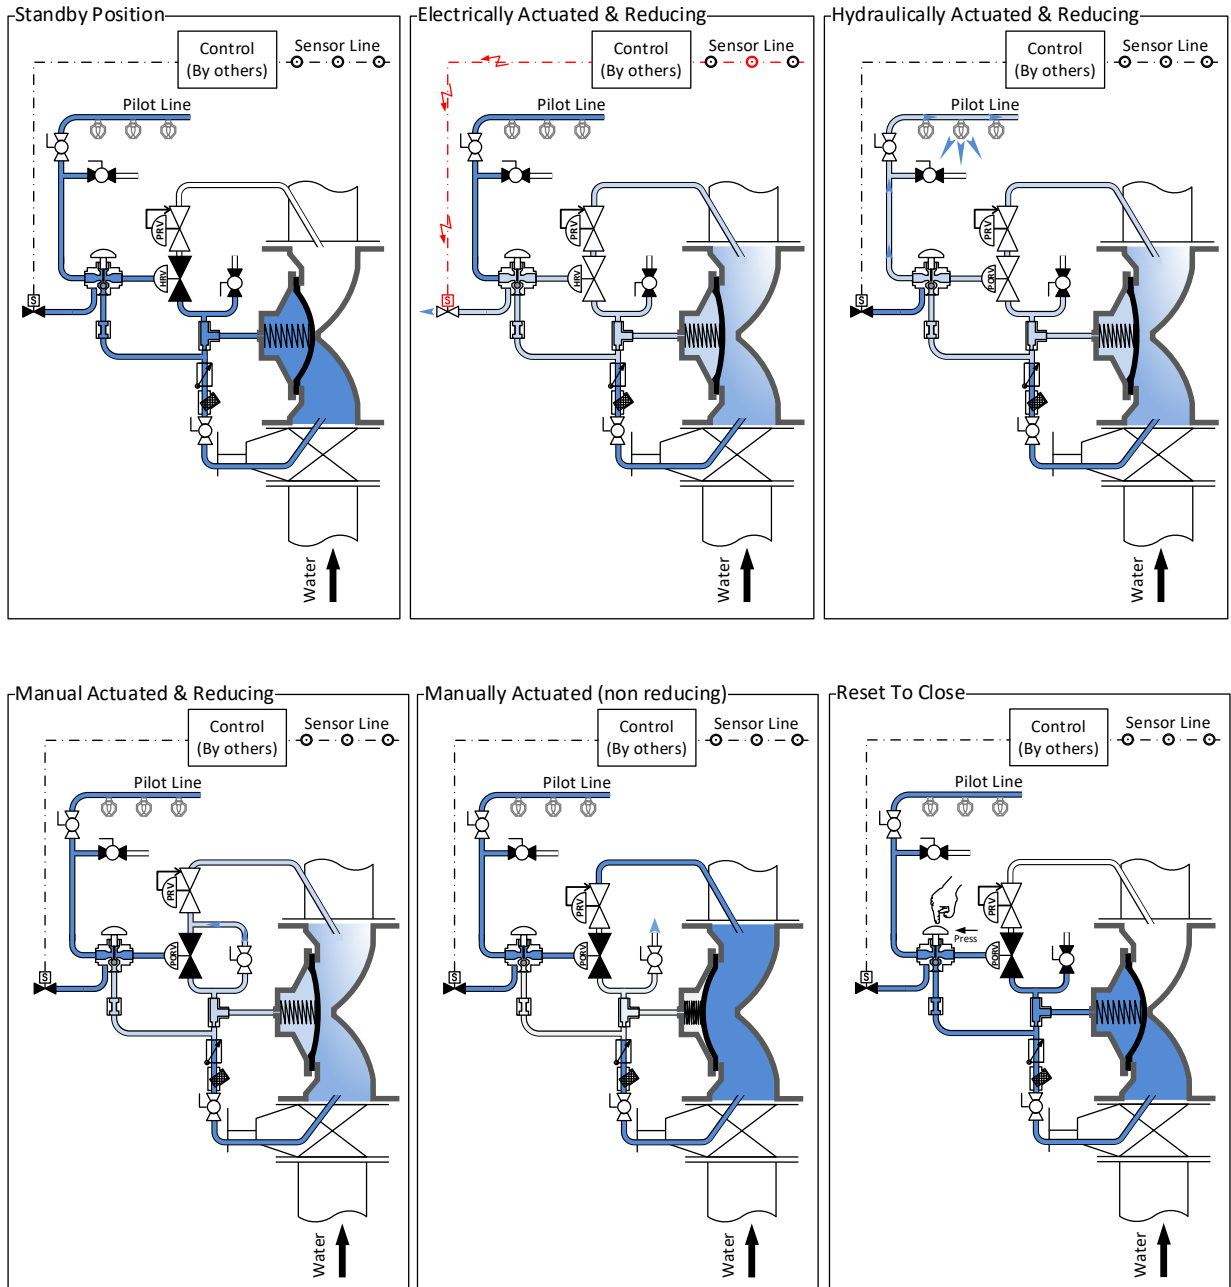 Standby Position
Control
(By others)
Sensor Line
Pilot Line
PRV
HRV
S
Water
Electrically Actuated & Reducing
Control
(By others)
Sensor Line
Pilot Line
PRV
HRV
S
Water
Hydraulically Actuated & Reducing
Control
(By others)
Sensor Line
Pilot Line
PRV
PORV
S
Water
Manual Actuated & Reducing
Control
(By others)
Sensor Line
Pilot Line
PRV
PORV
S
Water
Manually Actuated (non reducing)
Control
(By others)
Sensor Line
Pilot Line
PRV
PORV
S
Water
Reset To Close
Control
(By others)
Sensor Line
Pilot Line
PRV
Press
PORV
S
Water